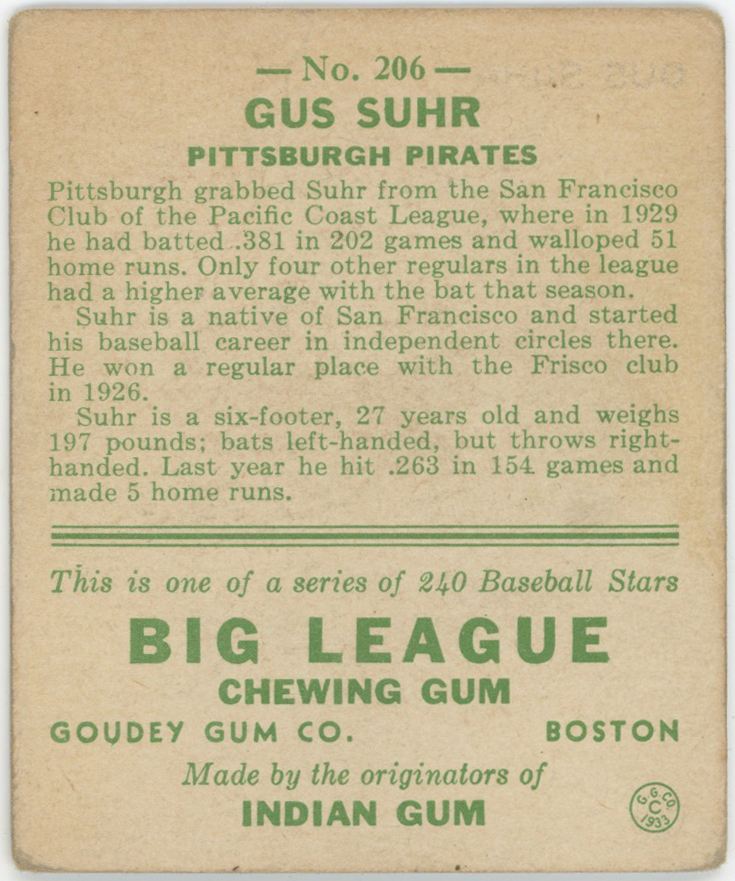 — No. 206 —
GUS SUHR
PITTSBURGH PIRATES
Pittsburgh grabbed Suhr from the San Francisco
Club of the Pacific Coast League, where in 1929
he had batted .381 in 202 games and walloped 51
home runs. Only four other regulars in the league
had a higher average with the bat that season.
Suhr is a native of San Francisco and started
his baseball career in independent circles there.
He won a regular place with the Frisco club
in 1926.
Suhr is a six-footer, 27 years old and weighs
197 pounds; bats left-handed, but throws right-
handed. Last year he hit .263 in 154 games and
made 5 home runs.
This is one of a series of 240 Baseball Stars
BIG LEAGUE
CHEWING GUM
GOUDEY GUM CO. BOSTON
Made by the originators of
INDIAN GUM
G. G. CO.
C
1933